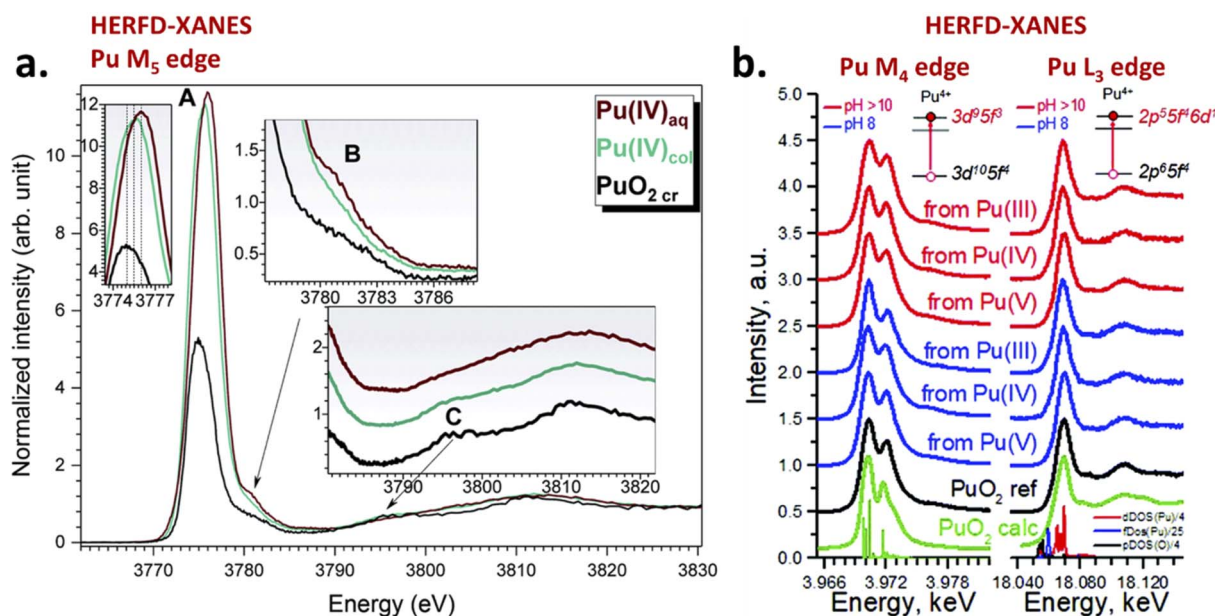 HERFD-XANES
Pu M5 edge
a.
Normalized intensity (arb. unit)
10
8
6
4
2
0
A
12
10
8
6
4
3774 3777
B
1.5
1.0
0.5
3780 3783 3786
Pu(IV)aq
Pu(IV)col
PuO2 cr
2
1
C
3790 3800 3810 3820
3770 3780 3790 3800 3810 3820 3830
Energy (eV)
HERFD-XANES
b.
Pu M4 edge Pu L3 edge
Intensity, a.u.
5.0
4.5
4.0
3.5
3.0
2.5
2.0
1.5
1.0
0.5
0.0
pH >10
pH 8
Pu4+
3d95f3
3d105f4
pH >10
pH 8
Pu4+
2p55f46d1
2p65f4
from Pu(III)
from Pu(IV)
from Pu(V)
from Pu(III)
from Pu(IV)
from Pu(V)
PuO2 ref
PuO2 calc
dDOS(Pu)/4
fDos(Pu)/25
pDOS(O)/4
3.966 3.972 3.978 18.040 18.080 18.120
Energy, keV Energy, keV